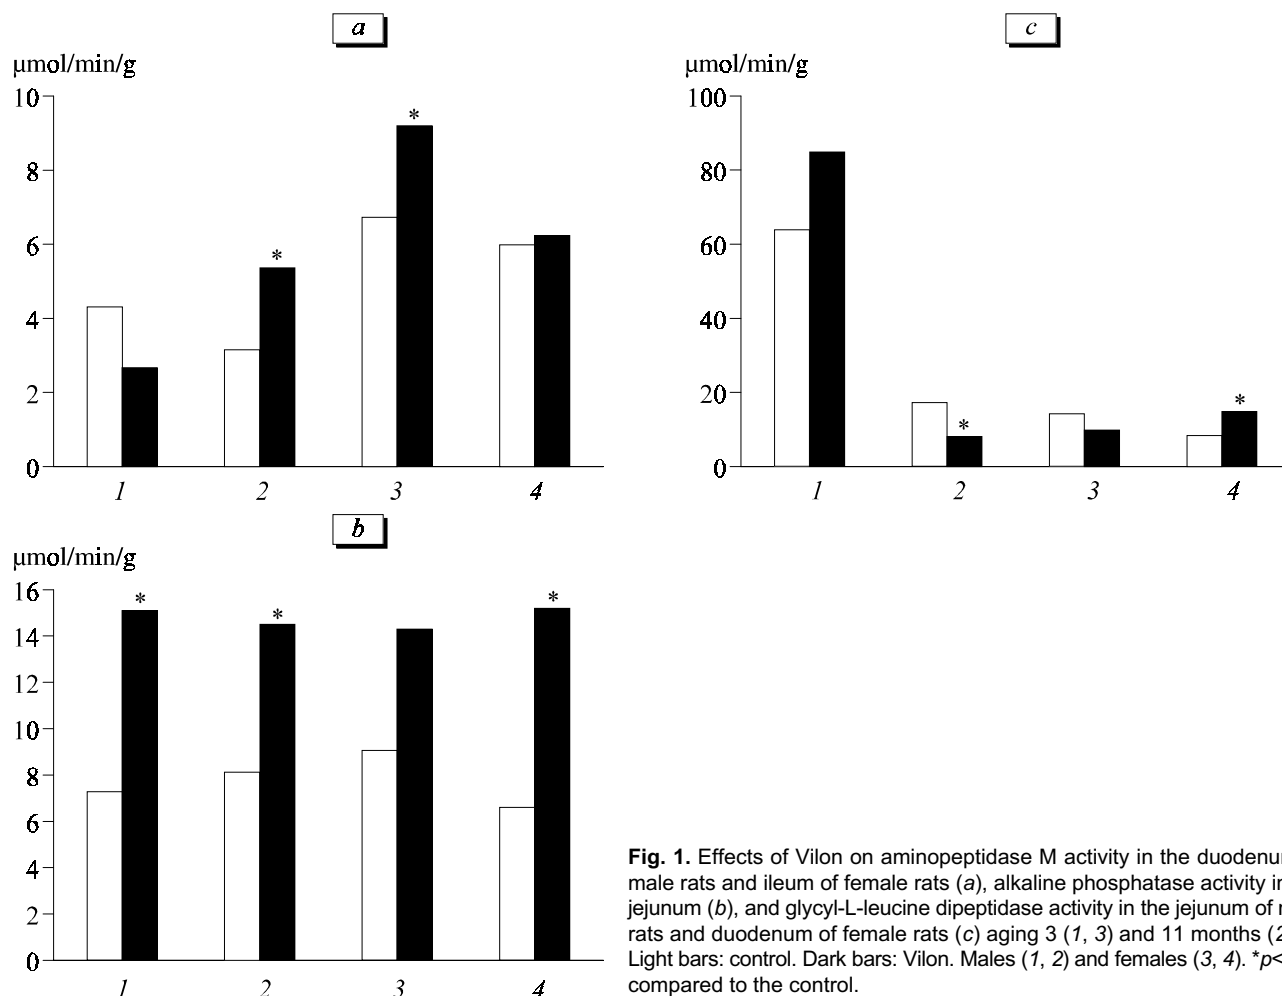 a
µmol/min/g
10
8
6
4
2
0
*
*
1 2 3 4
c
µmol/min/g
100
80
60
40
20
0
*
*
1 2 3 4
b
µmol/min/g
16
14
12
10
8
6
4
2
0
*
*
*
1 2 3 4
Fig. 1. Effects of Vilon on aminopeptidase M activity in the duodenu
male rats and ileum of female rats (a), alkaline phosphatase activity in
jejunum (b), and glycyl-L-leucine dipeptidase activity in the jejunum of
rats and duodenum of female rats (c) aging 3 (1, 3) and 11 months (2
Light bars: control. Dark bars: Vilon. Males (1, 2) and females (3, 4). *p<
compared to the control.